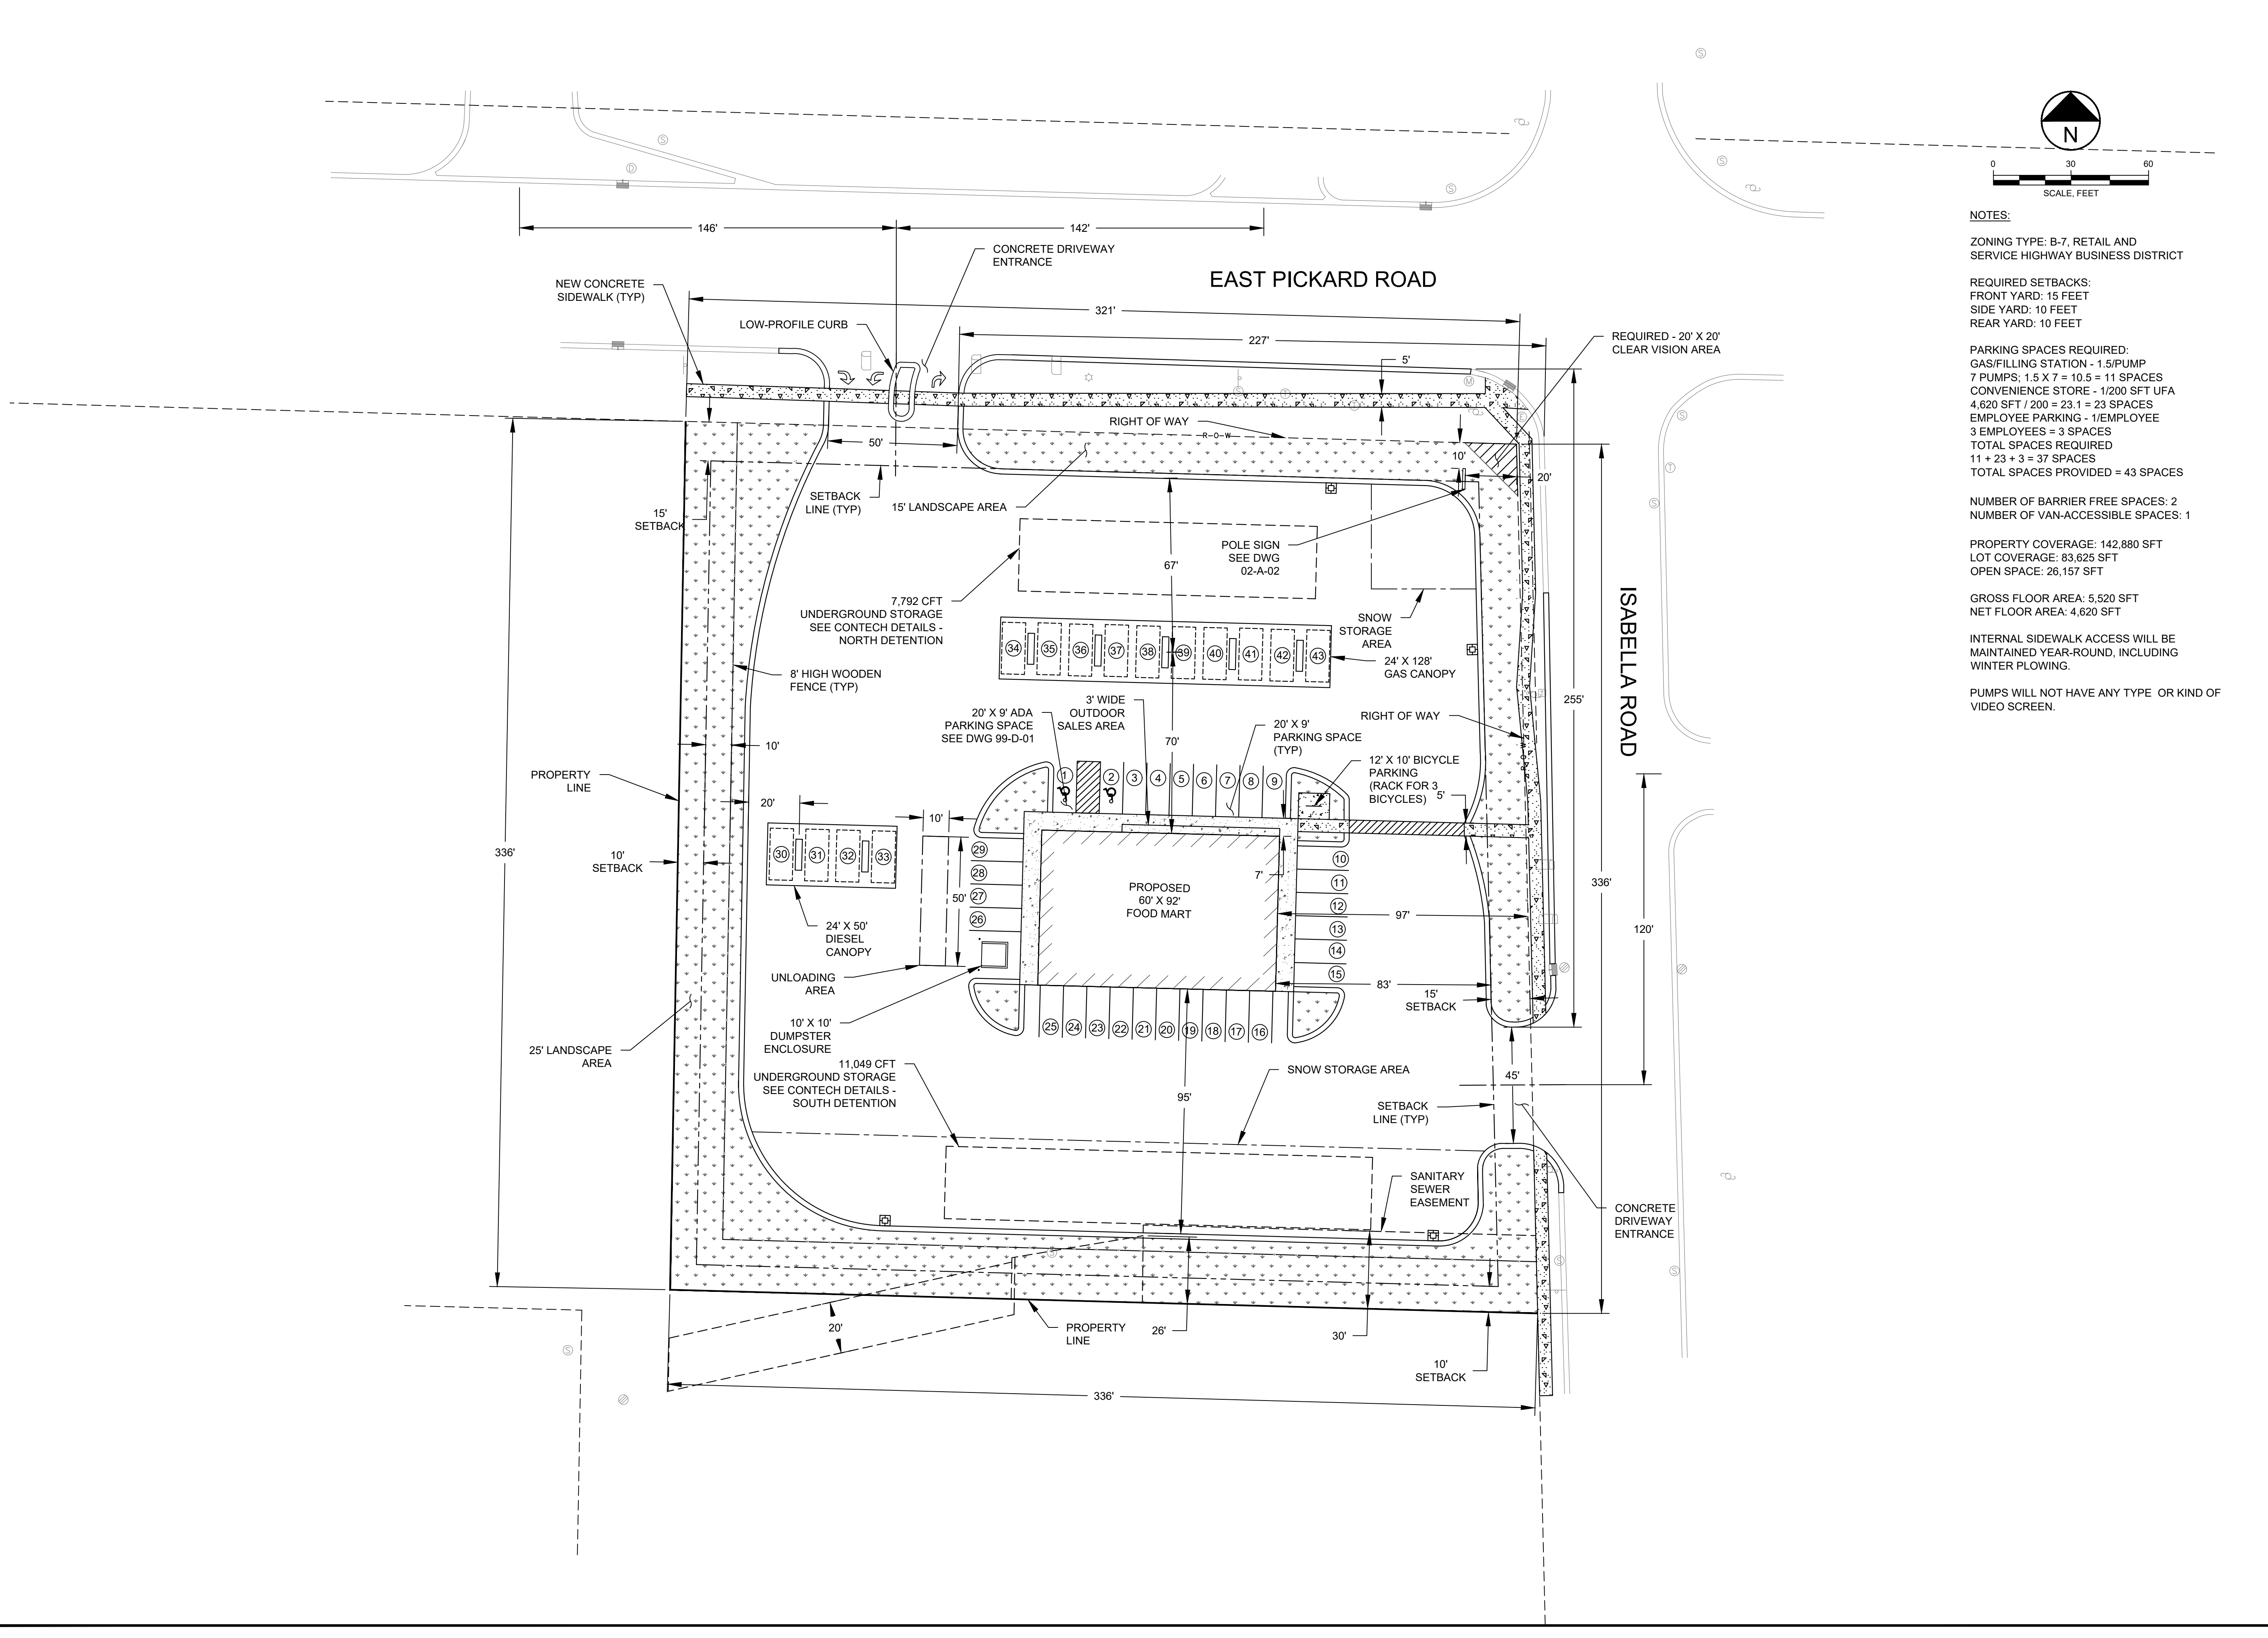 N
0 30 60
SCALE, FEET
NOTES:
ZONING TYPE: B-7, RETAIL AND
SERVICE HIGHWAY BUSINESS DISTRICT
REQUIRED SETBACKS:
FRONT YARD: 15 FEET
SIDE YARD: 10 FEET
REAR YARD: 10 FEET
PARKING SPACES REQUIRED:
GAS/FILLING STATION - 1.5/PUMP
7 PUMPS; 1.5 X 7 = 10.5 = 11 SPACES
CONVENIENCE STORE - 1/200 SFT UFA
4,620 SFT / 200 = 23.1 = 23 SPACES
EMPLOYEE PARKING - 1/EMPLOYEE
3 EMPLOYEES = 3 SPACES
TOTAL SPACES REQUIRED
11 + 23 + 3 = 37 SPACES
TOTAL SPACES PROVIDED = 43 SPACES
NUMBER OF BARRIER FREE SPACES: 2
NUMBER OF VAN-ACCESSIBLE SPACES: 1
PROPERTY COVERAGE: 142,880 SFT
LOT COVERAGE: 83,625 SFT
OPEN SPACE: 26,157 SFT
GROSS FLOOR AREA: 5,520 SFT
NET FLOOR AREA: 4,620 SFT
INTERNAL SIDEWALK ACCESS WILL BE
MAINTAINED YEAR-ROUND, INCLUDING
WINTER PLOWING.
PUMPS WILL NOT HAVE ANY TYPE OR KIND OF
VIDEO SCREEN.
146'
142'
CONCRETE DRIVEWAY
ENTRANCE
EAST PICKARD ROAD
NEW CONCRETE
SIDEWALK (TYP)
321'
LOW-PROFILE CURB
227'
REQUIRED - 20' X 20'
CLEAR VISION AREA
5'
RIGHT OF WAY
R-O-W
50'
10'
20'
SETBACK
LINE (TYP)
15' LANDSCAPE AREA
15'
SETBACK
POLE SIGN
SEE DWG
02-A-02
67'
7,792 CFT
UNDERGROUND STORAGE
SEE CONTECH DETAILS -
NORTH DETENTION
SNOW
STORAGE
AREA
34 35 36 37 38 39 40 41 42 43
24' X 128'
GAS CANOPY
8' HIGH WOODEN
FENCE (TYP)
ISABELLA ROAD
255'
3' WIDE
OUTDOOR
SALES AREA
20' X 9' ADA
PARKING SPACE
SEE DWG 99-D-01
20' X 9'
PARKING SPACE
(TYP)
RIGHT OF WAY
70'
10'
12' X 10' BICYCLE
PARKING
(RACK FOR 3
BICYCLES)
5'
PROPERTY
LINE
1 2 3 4 5 6 7 8 9
20'
10'
336'
10'
SETBACK
30 31 32 33
29
28
27
26
50'
10
11
12
13
14
15
7'
PROPOSED
60' X 92'
FOOD MART
97'
336'
120'
24' X 50'
DIESEL
CANOPY
UNLOADING
AREA
83'
15'
SETBACK
25 24 23 22 21 20 19 18 17 16
10' X 10'
DUMPSTER
ENCLOSURE
25' LANDSCAPE
AREA
11,049 CFT
UNDERGROUND STORAGE
SEE CONTECH DETAILS -
SOUTH DETENTION
SNOW STORAGE AREA
45'
95'
SETBACK
LINE (TYP)
SANITARY
SEWER
EASEMENT
CONCRETE
DRIVEWAY
ENTRANCE
20'
PROPERTY
LINE
26'
30'
10'
SETBACK
336'